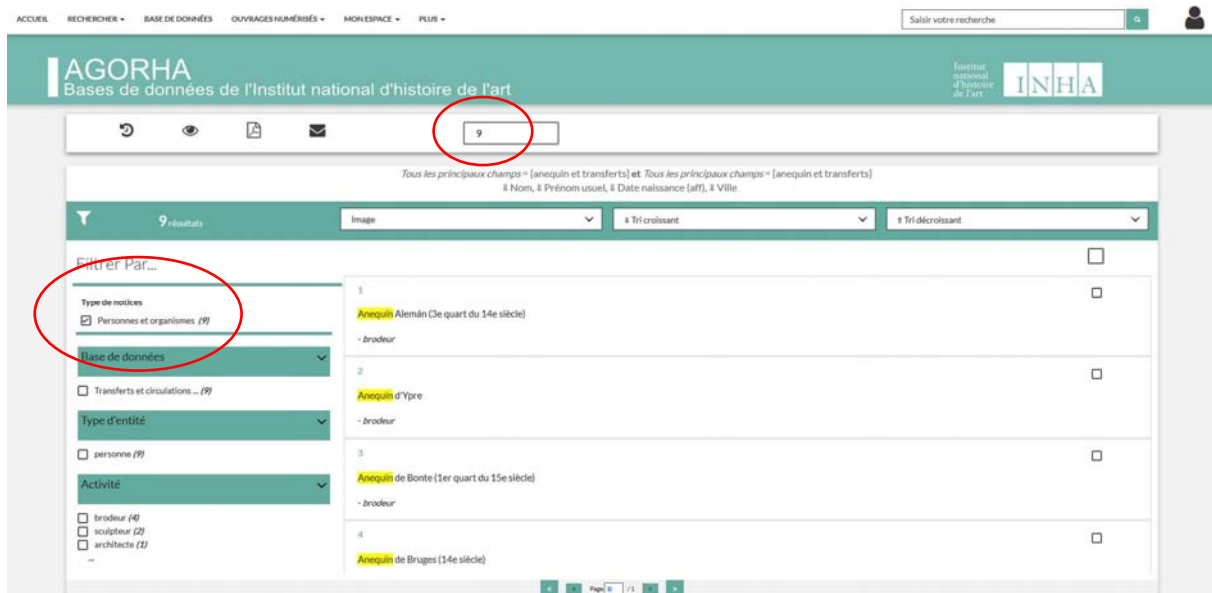 ACCUEIL RECHERCHER BASE DE DONNÉES OUVRAGES NUMÉRISÉS MON ESPACE PLUS Saisir votre recherche
AGORHA
Bases de données de l'Institut national d'histoire de l'art
Institut
national
d'histoire
de l'art
INHA
9
Tous les principaux champs = [anequin et transferts] et Tous les principaux champs = [anequin et transferts]
Nom, Prénom usuel, Date naissance (aff), Ville
9 résultats Image Tri croissant Tri décroissant
Filtrer Par...
Type de notices
Personnes et organismes (9)
Base de données
Transferts et circulations ... (9)
Type d'entité
personne (9)
Activité
brodeur (4)
sculpteur (2)
architecte (1)
...
1
Anequin Alemán (3e quart du 14e siècle)
- brodeur
2
Anequin d'Ypre
- brodeur
3
Anequin de Bonte (1er quart du 15e siècle)
- brodeur
4
Anequin de Bruges (14e siècle)
Page / 1